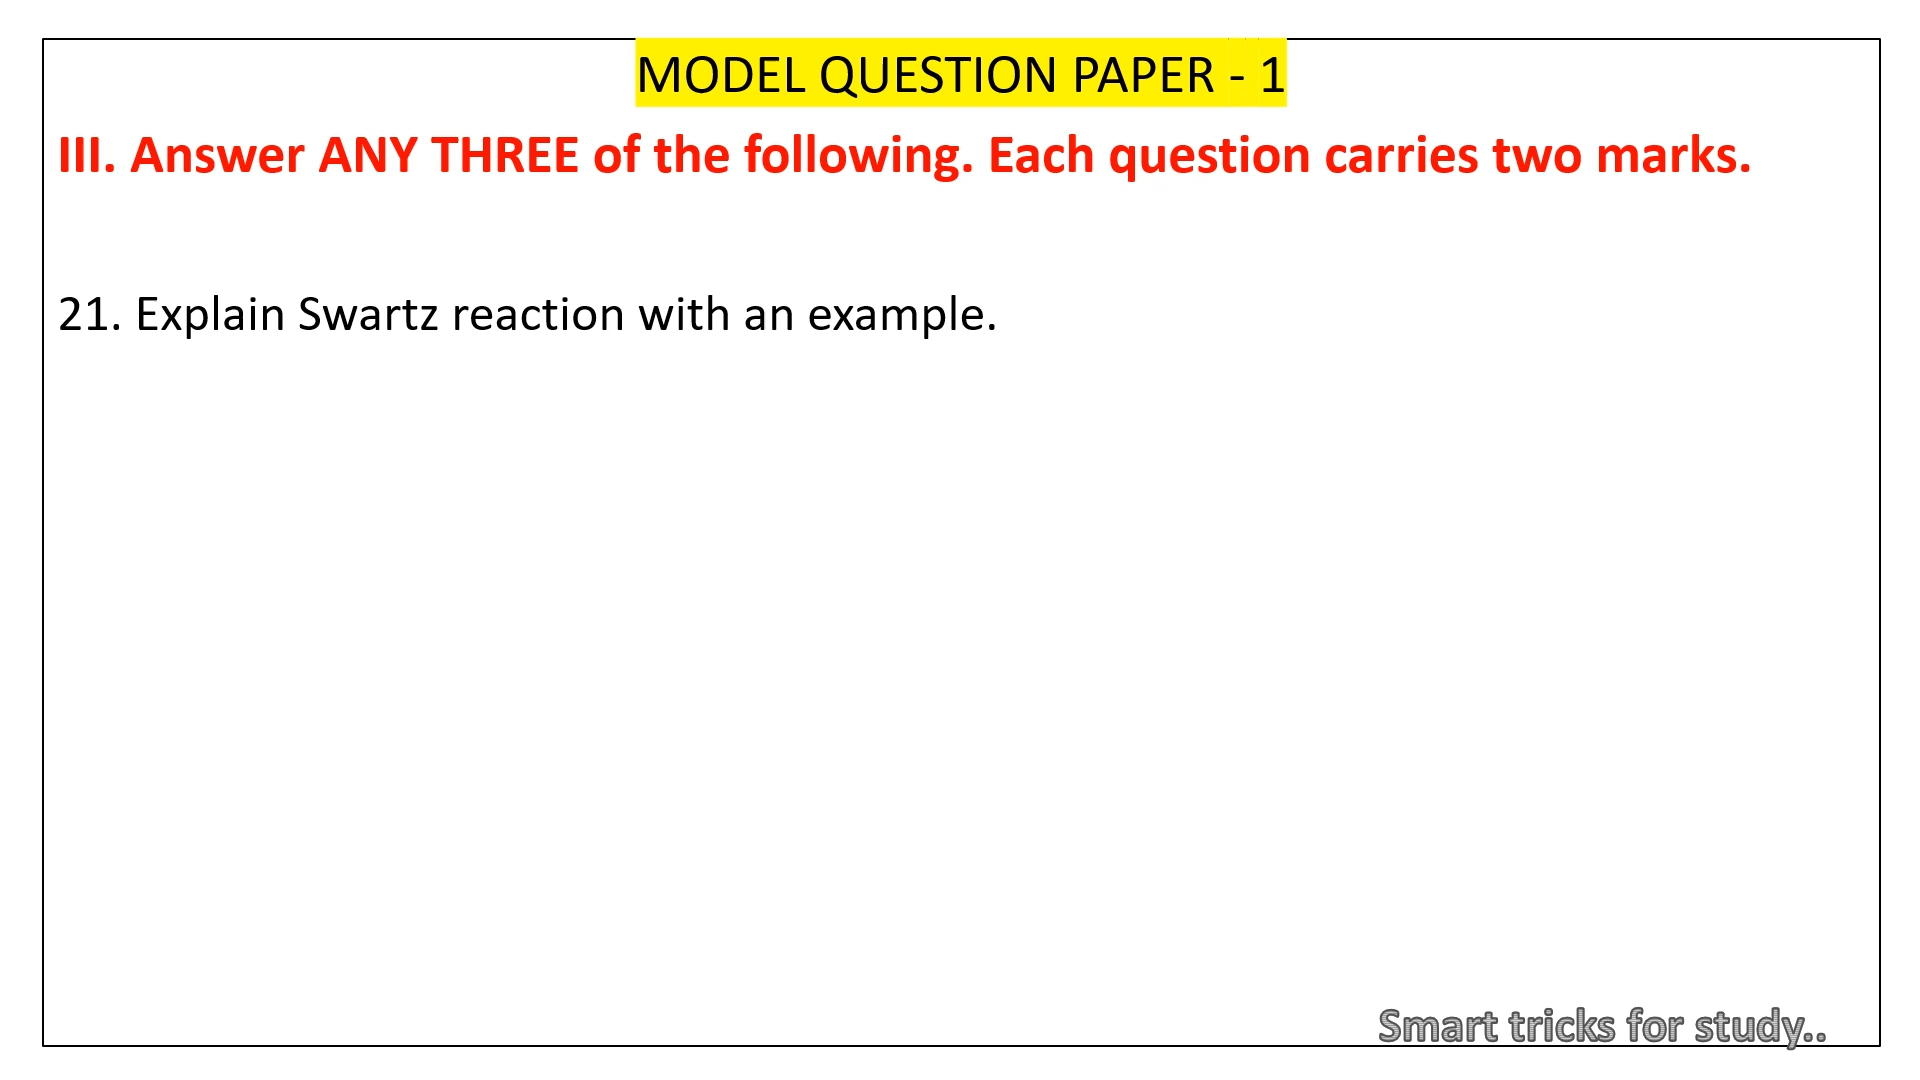 MODEL QUESTION PAPER - 1
III. Answer ANY THREE of the following. Each question carries two marks.
21. Explain Swartz reaction with an example.
Smart tricks for study..